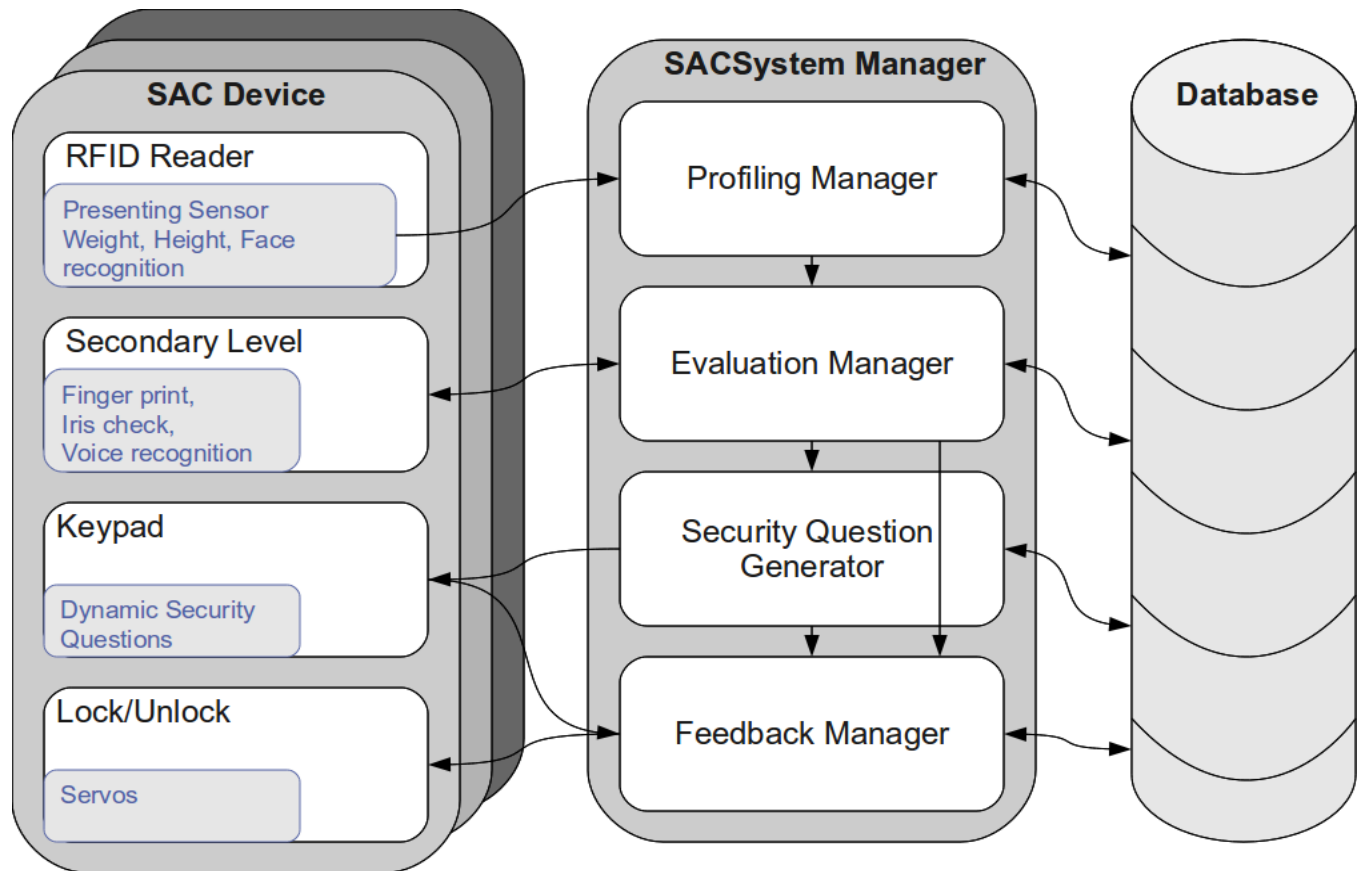 SAC Device
RFID Reader
Presenting Sensor
Weight, Height, Face
recognition
Secondary Level
Finger print,
Iris check,
Voice recognition
Keypad
Dynamic Security
Questions
Lock/Unlock
Servos
SACSystem Manager
Profiling Manager
Evaluation Manager
Security Question
Generator
Feedback Manager
Database